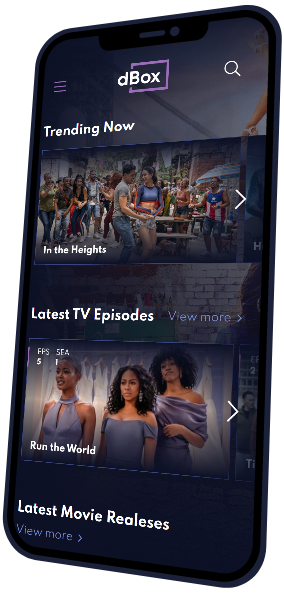 dBox
Trending Now
In the Heights
H
Latest TV Episodes View more >
EPS SEA
5 1
Run the World
Latest Movie Realeses
View more >